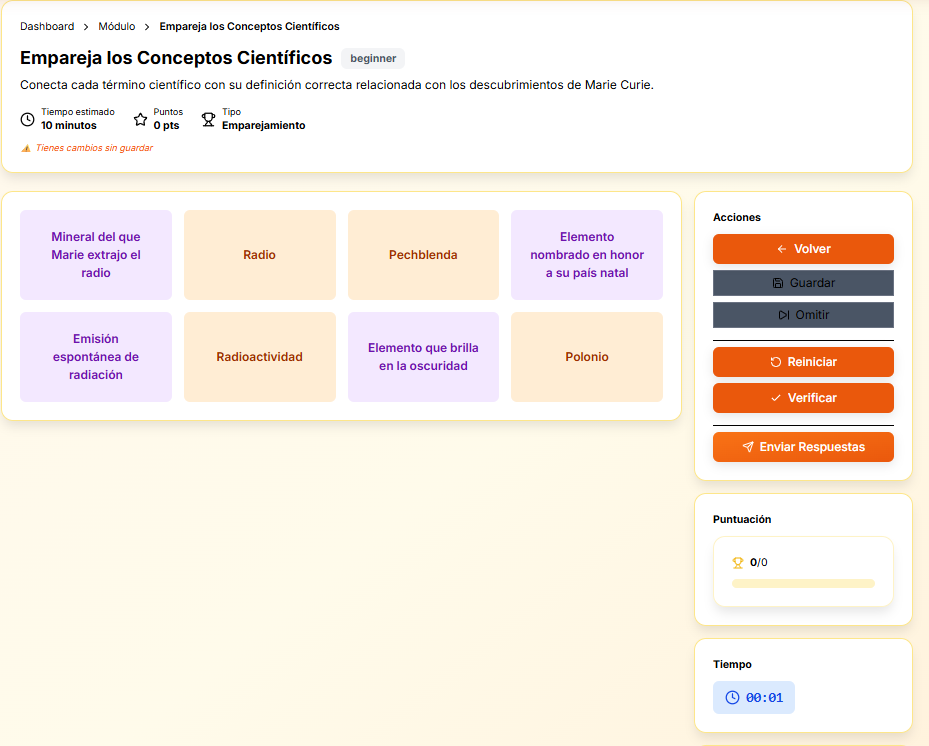 Dashboard > Módulo > Empareja los Conceptos Científicos
Empareja los Conceptos Científicos beginner
Conecta cada término científico con su definición correcta relacionada con los descubrimientos de Marie Curie.
Tiempo estimado
10 minutos
Puntos
0 pts
Tipo
Emparejamiento
Tienes cambios sin guardar
Mineral del que
Marie extrajo el
radio
Radio
Pechblenda
Elemento
nombrado en honor
a su país natal
Emisión
espontánea de
radiación
Radioactividad
Elemento que brilla
en la oscuridad
Polonio
Acciones
Volver
Guardar
Omitir
Reiniciar
Verificar
Enviar Respuestas
Puntuación
0/0
Tiempo
00:01